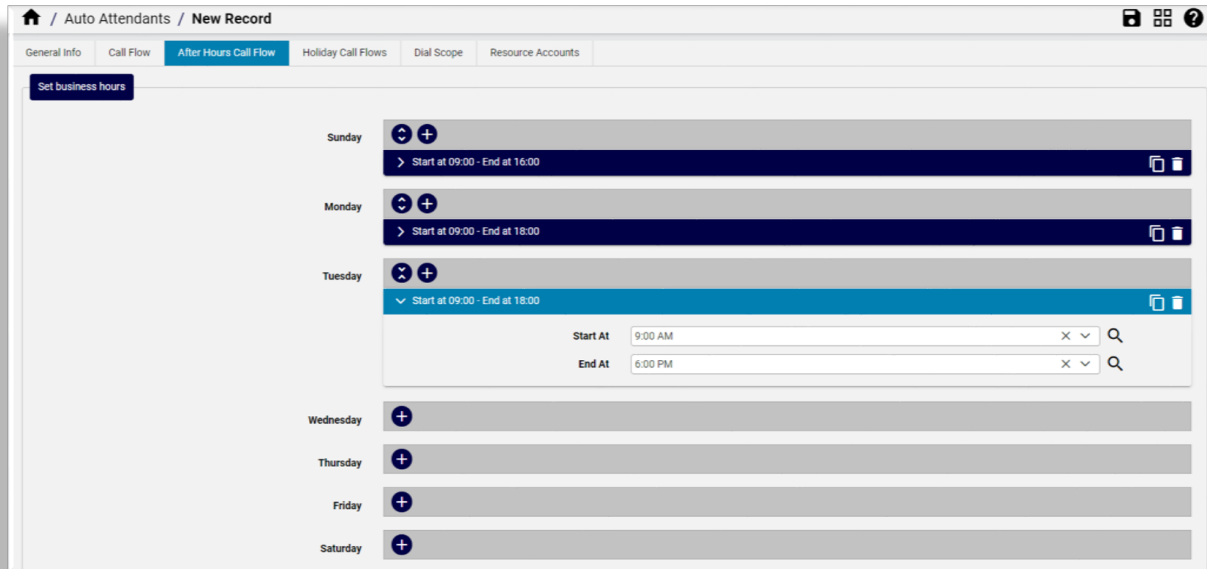 / Auto Attendants / New Record
General Info Call Flow After Hours Call Flow Holiday Call Flows Dial Scope Resource Accounts
Set business hours
Sunday
Start at 09:00 - End at 16:00
Monday
Start at 09:00 - End at 18:00
Tuesday
Start at 09:00 - End at 18:00
Start At 9:00 AM
End At 6:00 PM
Wednesday
Thursday
Friday
Saturday